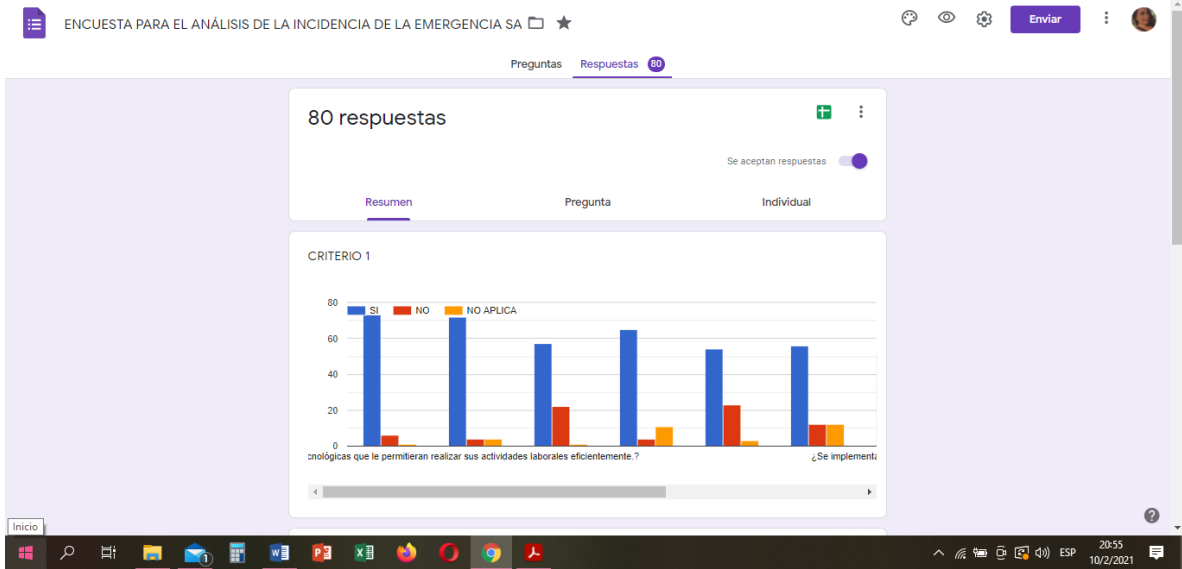 ENCUESTA PARA EL ANÁLISIS DE LA INCIDENCIA DE LA EMERGENCIA SA
Enviar
Preguntas Respuestas 80
80 respuestas
Se aceptan respuestas
Resumen Pregunta Individual
CRITERIO 1
80
SI NO NO APLICA
60
40
20
0
cnológicas que le permitieran realizar sus actividades laborales eficientemente.? ¿Se implementa
Inicio
1
ESP
20:55
10/2/2021